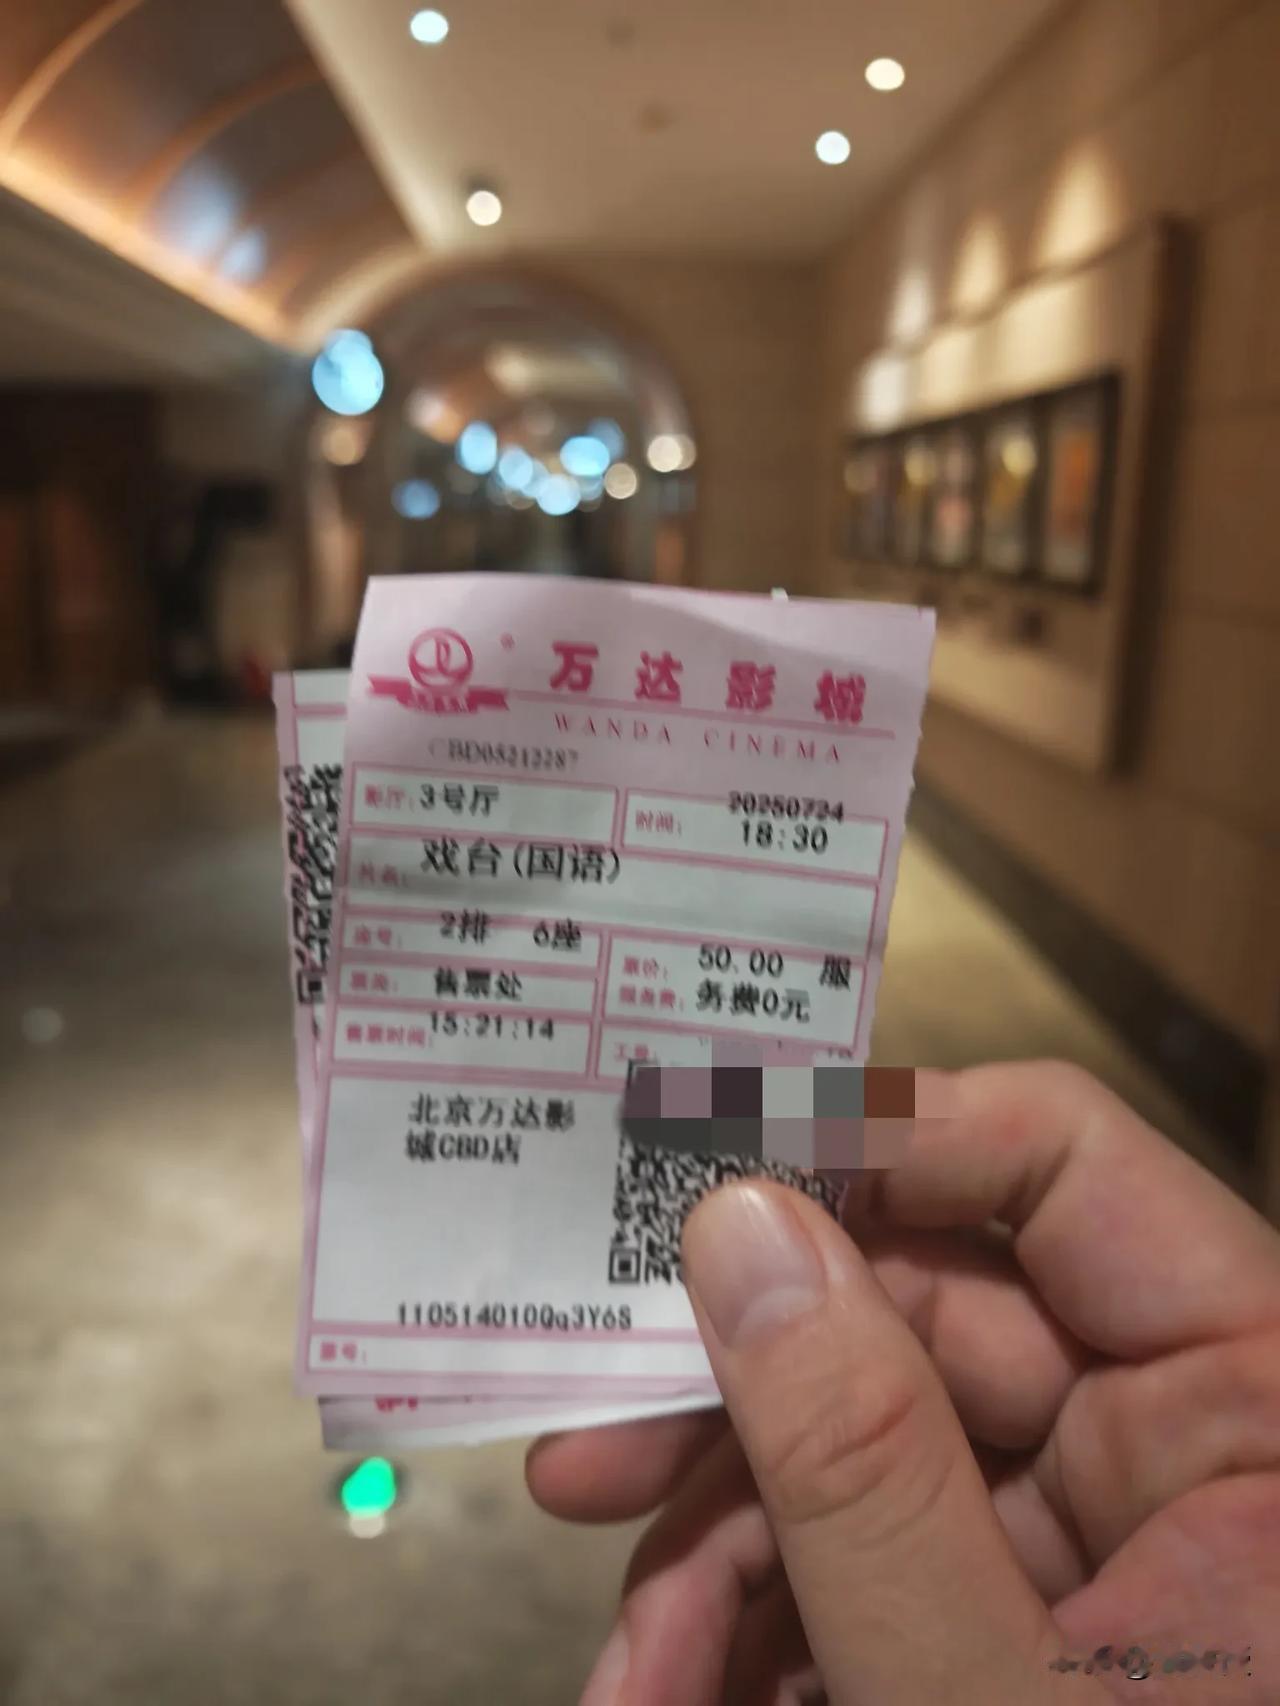 万达影城
WANDA CINEMA
CBD05212287
影厅：3号厅
20250724
时间： 18:30
戏台(国语)
片名：
座号： 2排 6座
票价： 50.00 服
服务费： 务费0元
售票处
售票时间： 15:21:14
工号：
北京万达影
城CBD店
110514010Qq3Y6S